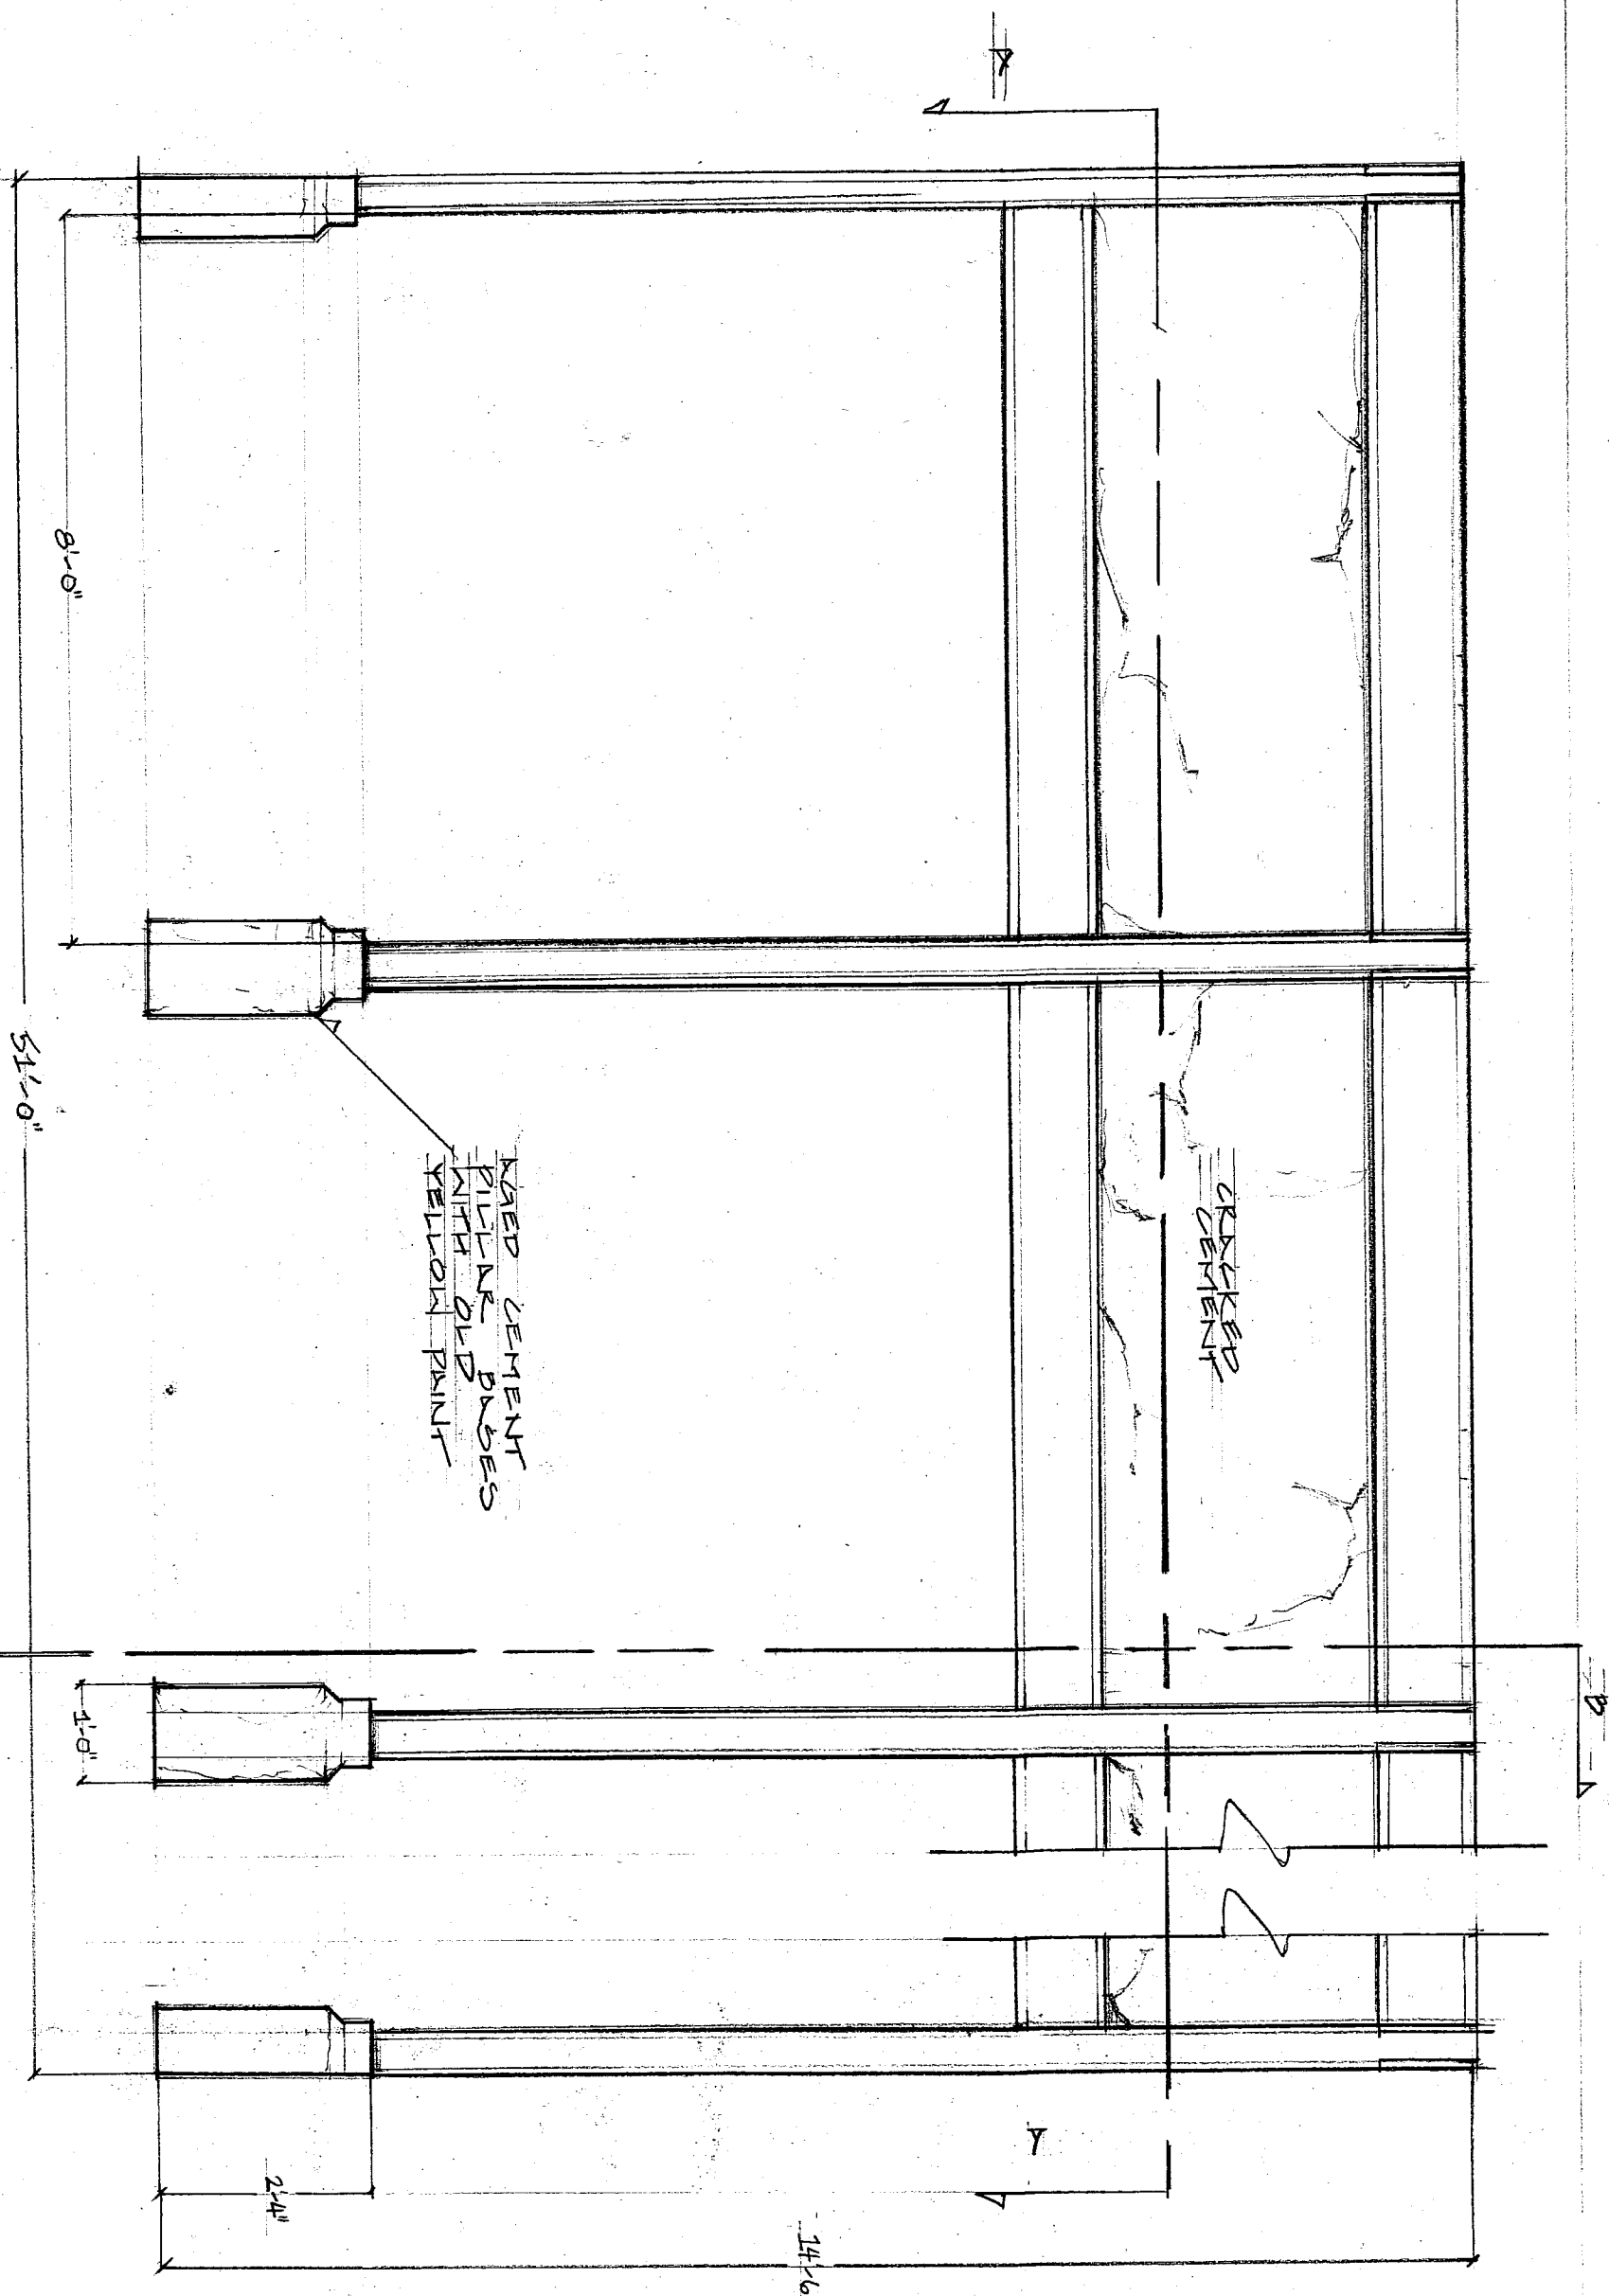 B
CRACKED
CEMENT
A
A
14'-6
AGED CEMENT
PILLAR BASES
WITH OLD
YELLOW PAINT
2'-4"
8'-0"
1'-0"
51'-0"